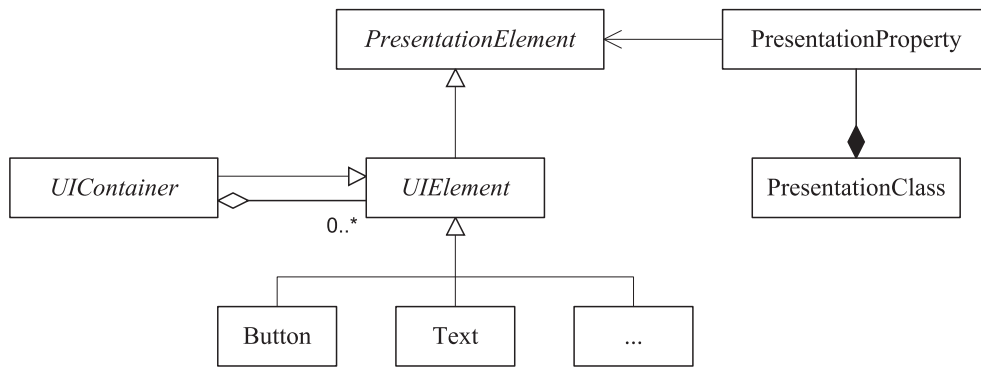 PresentationElement
PresentationProperty
UIContainer
UIElement
PresentationClass
0..*
Button
Text
...